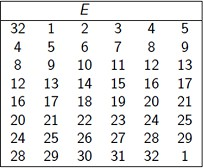 E
32 1 2 3 4 5
4 5 6 7 8 9
8 9 10 11 12 13
12 13 14 15 16 17
16 17 18 19 20 21
20 21 22 23 24 25
24 25 26 27 28 29
28 29 30 31 32 1